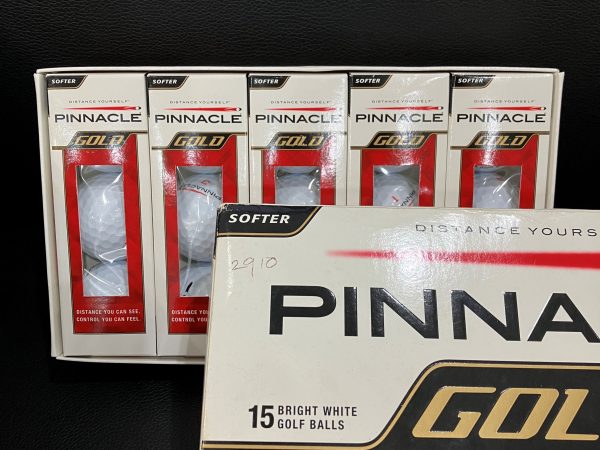 SOFTER
DISTANCE YOURSELF
PINNACLE
GOLD
DISTANCE YOU CAN SEE.
CONTROL YOU CAN FEEL.
SOFTER
DISTANCE YOURSELF
PINNACLE
GOLD
PINNACLE
DISTANCE YOU
CONTROL YOU
SOFTER
DISTANCE YOURSELF
PINNACLE
GOLD
SOFTER
DISTANCE YOURSELF
PINNACLE
GOLD
SOFTER
DISTANCE YOURSELF
PINNACLE
GOLD
SOFTER
DISTANCE YOURS
2910
PINNA
GOL
15 BRIGHT WHITE
GOLF BALLS